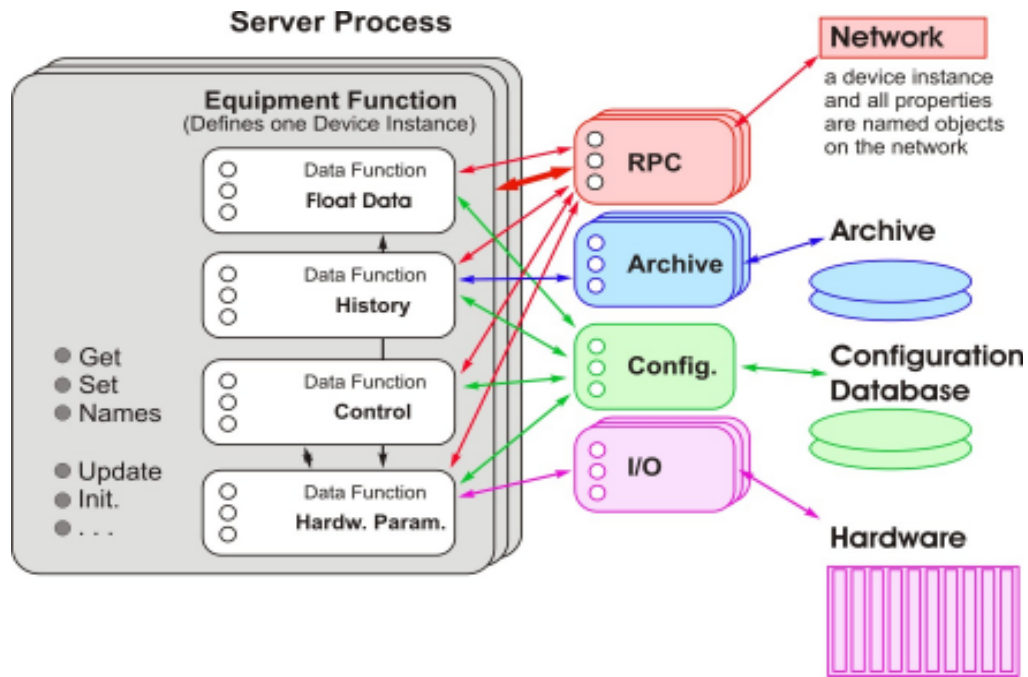 Server Process
Equipment Function
(Defines one Device Instance)
Data Function
Float Data
Data Function
History
Data Function
Control
Data Function
Hardw. Param.
Get
Set
Names
Update
Init.
. . .
RPC
Archive
Config.
I/O
Network
a device instance
and all properties
are named objects
on the network
Archive
Configuration
Database
Hardware